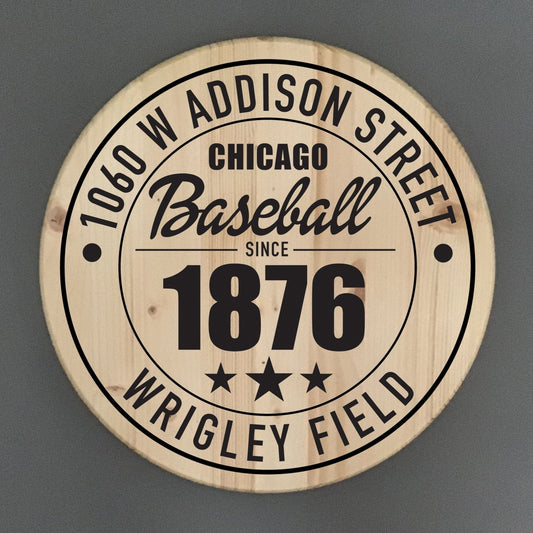 1060 W ADDISON STREET
CHICAGO
Baseball
SINCE
1876
WRIGLEY FIELD